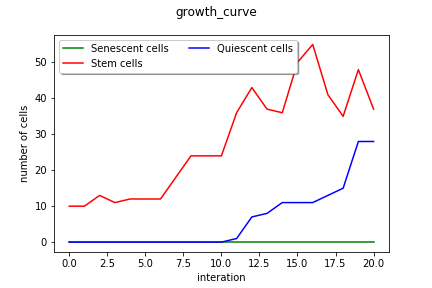 growth_curve
Senescent cells
Stem cells
Quiescent cells
number of cells
50
40
30
20
10
0
0.0 2.5 5.0 7.5 10.0 12.5 15.0 17.5 20.0
interation